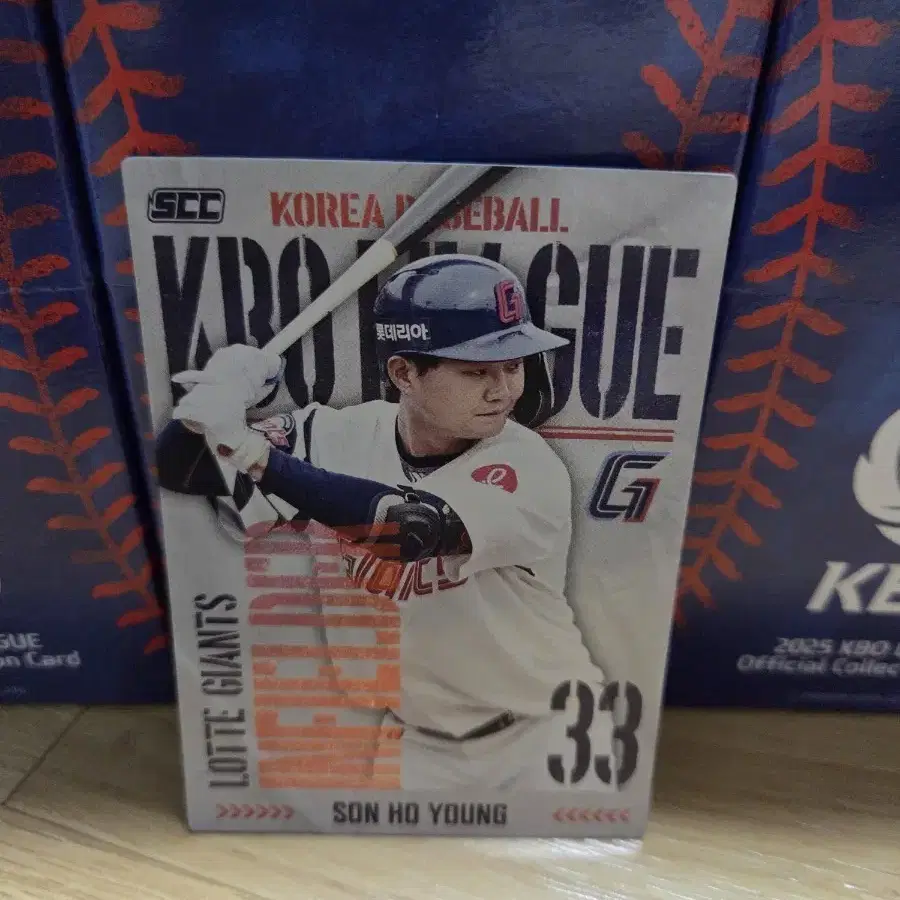 SCC
KOREA BASEBALL
KBO LEAGUE
G
롯데리아
e
G
Giants
LOTTE GIANTS
INFIELDER
33
SON HO YOUNG
GUE
on Card
KB
2025 KBO
Official Collec